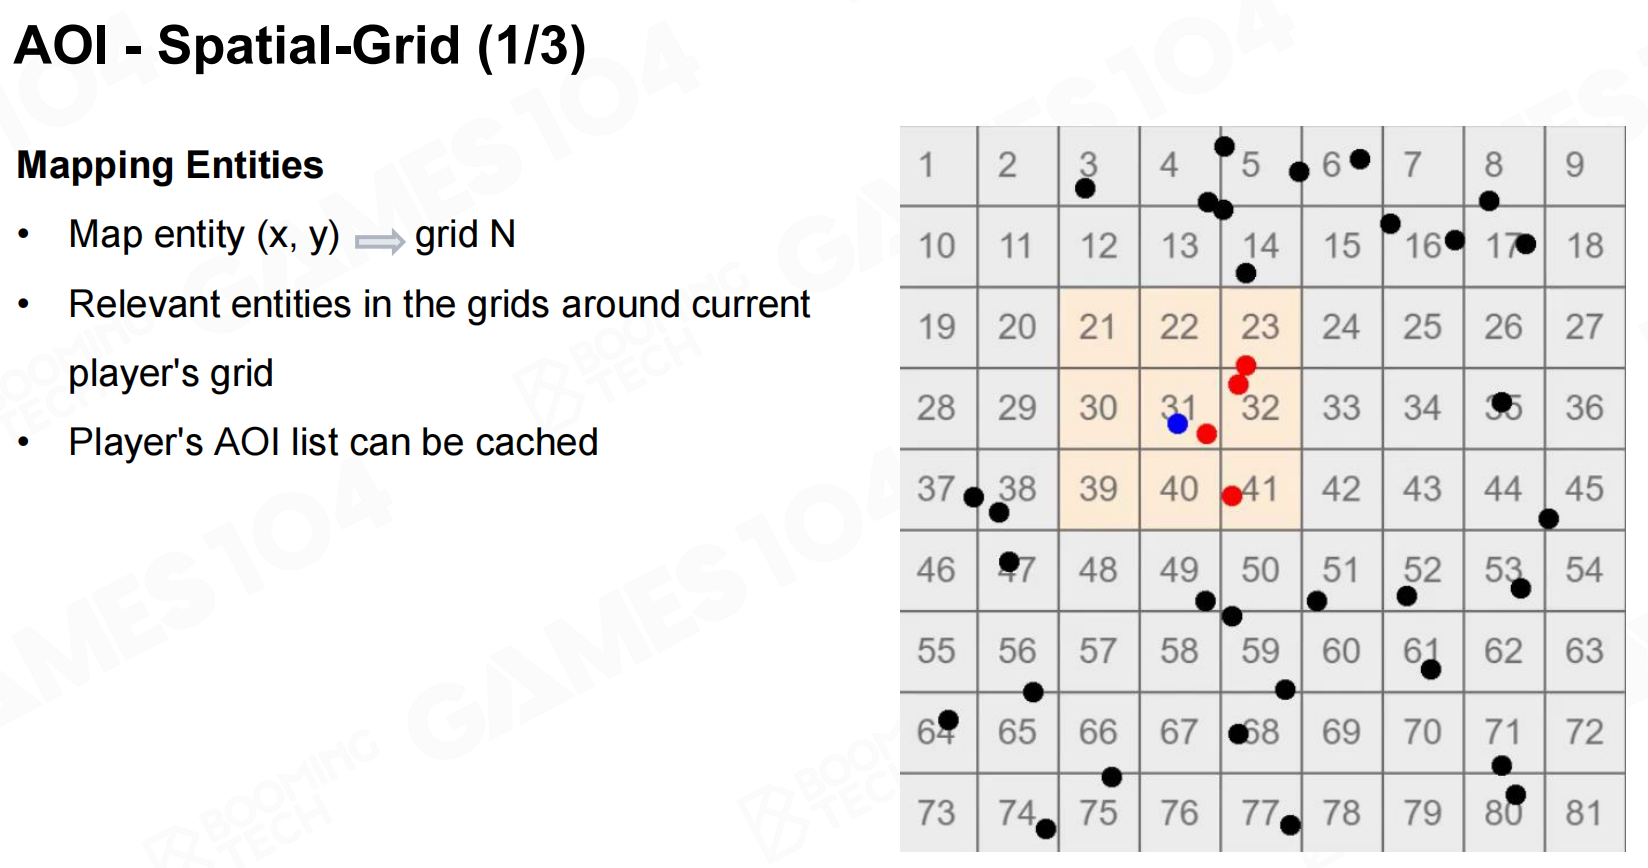 AOI - Spatial-Grid (1/3)
Mapping Entities
• Map entity (x, y) grid N
• Relevant entities in the grids around current
player's grid
• Player's AOI list can be cached
1 2 3 4 5 6 7 8 9
10 11 12 13 14 15 16 17 18
19 20 21 22 23 24 25 26 27
28 29 30 31 32 33 34 35 36
37 38 39 40 41 42 43 44 45
46 47 48 49 50 51 52 53 54
55 56 57 58 59 60 61 62 63
64 65 66 67 68 69 70 71 72
73 74 75 76 77 78 79 80 81
GAMES104
BOOMING
TECH